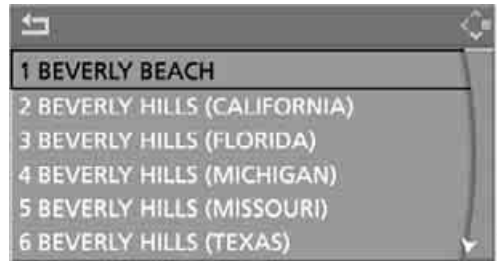 1 BEVERLY BEACH
2 BEVERLY HILLS (CALIFORNIA)
3 BEVERLY HILLS (FLORIDA)
4 BEVERLY HILLS (MICHIGAN)
5 BEVERLY HILLS (MISSOURI)
6 BEVERLY HILLS (TEXAS)